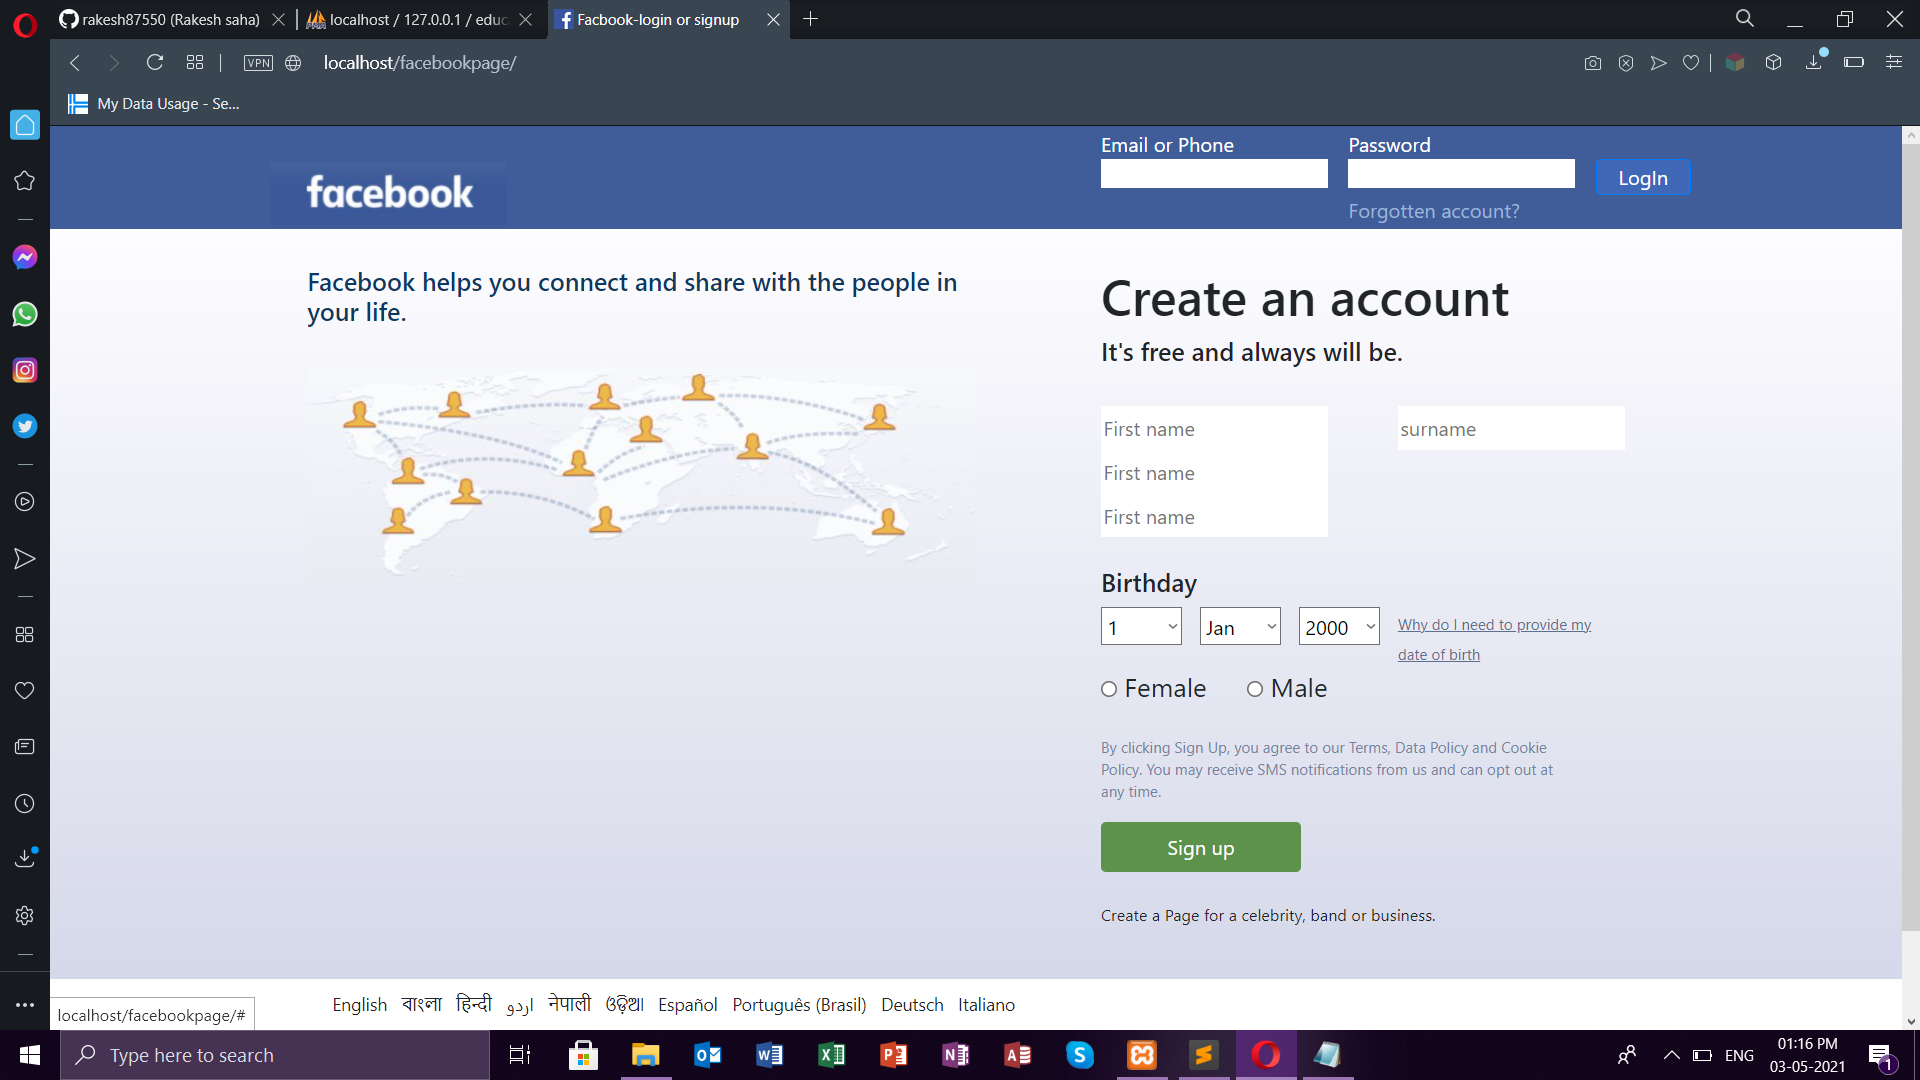 rakesh87550 (Rakesh saha)
localhost / 127.0.0.1 / educ
Facbook-login or signup
VPN
localhost/facebookpage/
My Data Usage - Se...
Email or Phone
Password
LogIn
facebook
Forgotten account?
Facebook helps you connect and share with the people in
your life.
Create an account
It's free and always will be.
First name
surname
First name
First name
Birthday
1
Jan
2000
Why do I need to provide my
date of birth
Female
Male
By clicking Sign Up, you agree to our Terms, Data Policy and Cookie
Policy. You may receive SMS notifications from us and can opt out at
any time.
Sign up
Create a Page for a celebrity, band or business.
English বাংলা हिन्दी اردو नेपाली ଓଡ଼ିଆ Español Português (Brasil) Deutsch Italiano
localhost/facebookpage/#
Type here to search
ENG
01:16 PM
03-05-2021
1